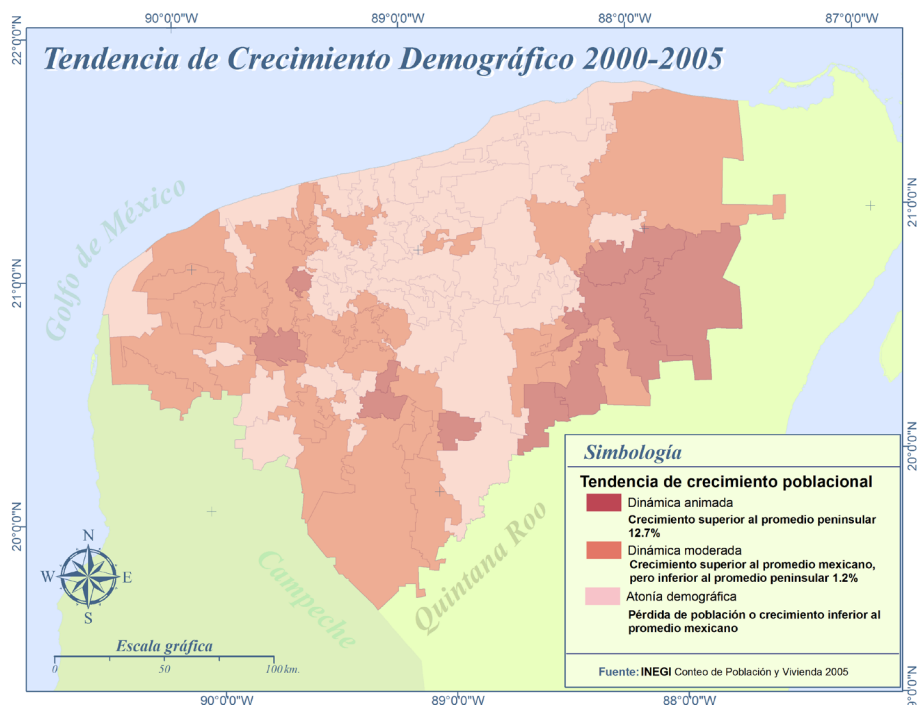 90°0'0"W
89°0'0"W
88°0'0"W
87°0'0"W
22°0'0"N
Tendencia de Crecimiento Demográfico 2000-2005
Golfo de México
21°0'0"N
21°0'0"N
20°0'0"N
20°0'0"N
Quintana Roo
Campeche
N
W
E
S
Escala gráfica
0
50
100 km.
Simbología
Tendencia de crecimiento poblacional
Dinámica animada
Crecimiento superior al promedio peninsular
12.7%
Dinámica moderada
Crecimiento superior al promedio mexicano,
pero inferior al promedio peninsular 1.2%
Atonía demográfica
Pérdida de población o crecimiento inferior al
promedio mexicano
Fuente: INEGI Conteo de Población y Vivienda 2005
90°0'0"W
89°0'0"W
88°0'0"W